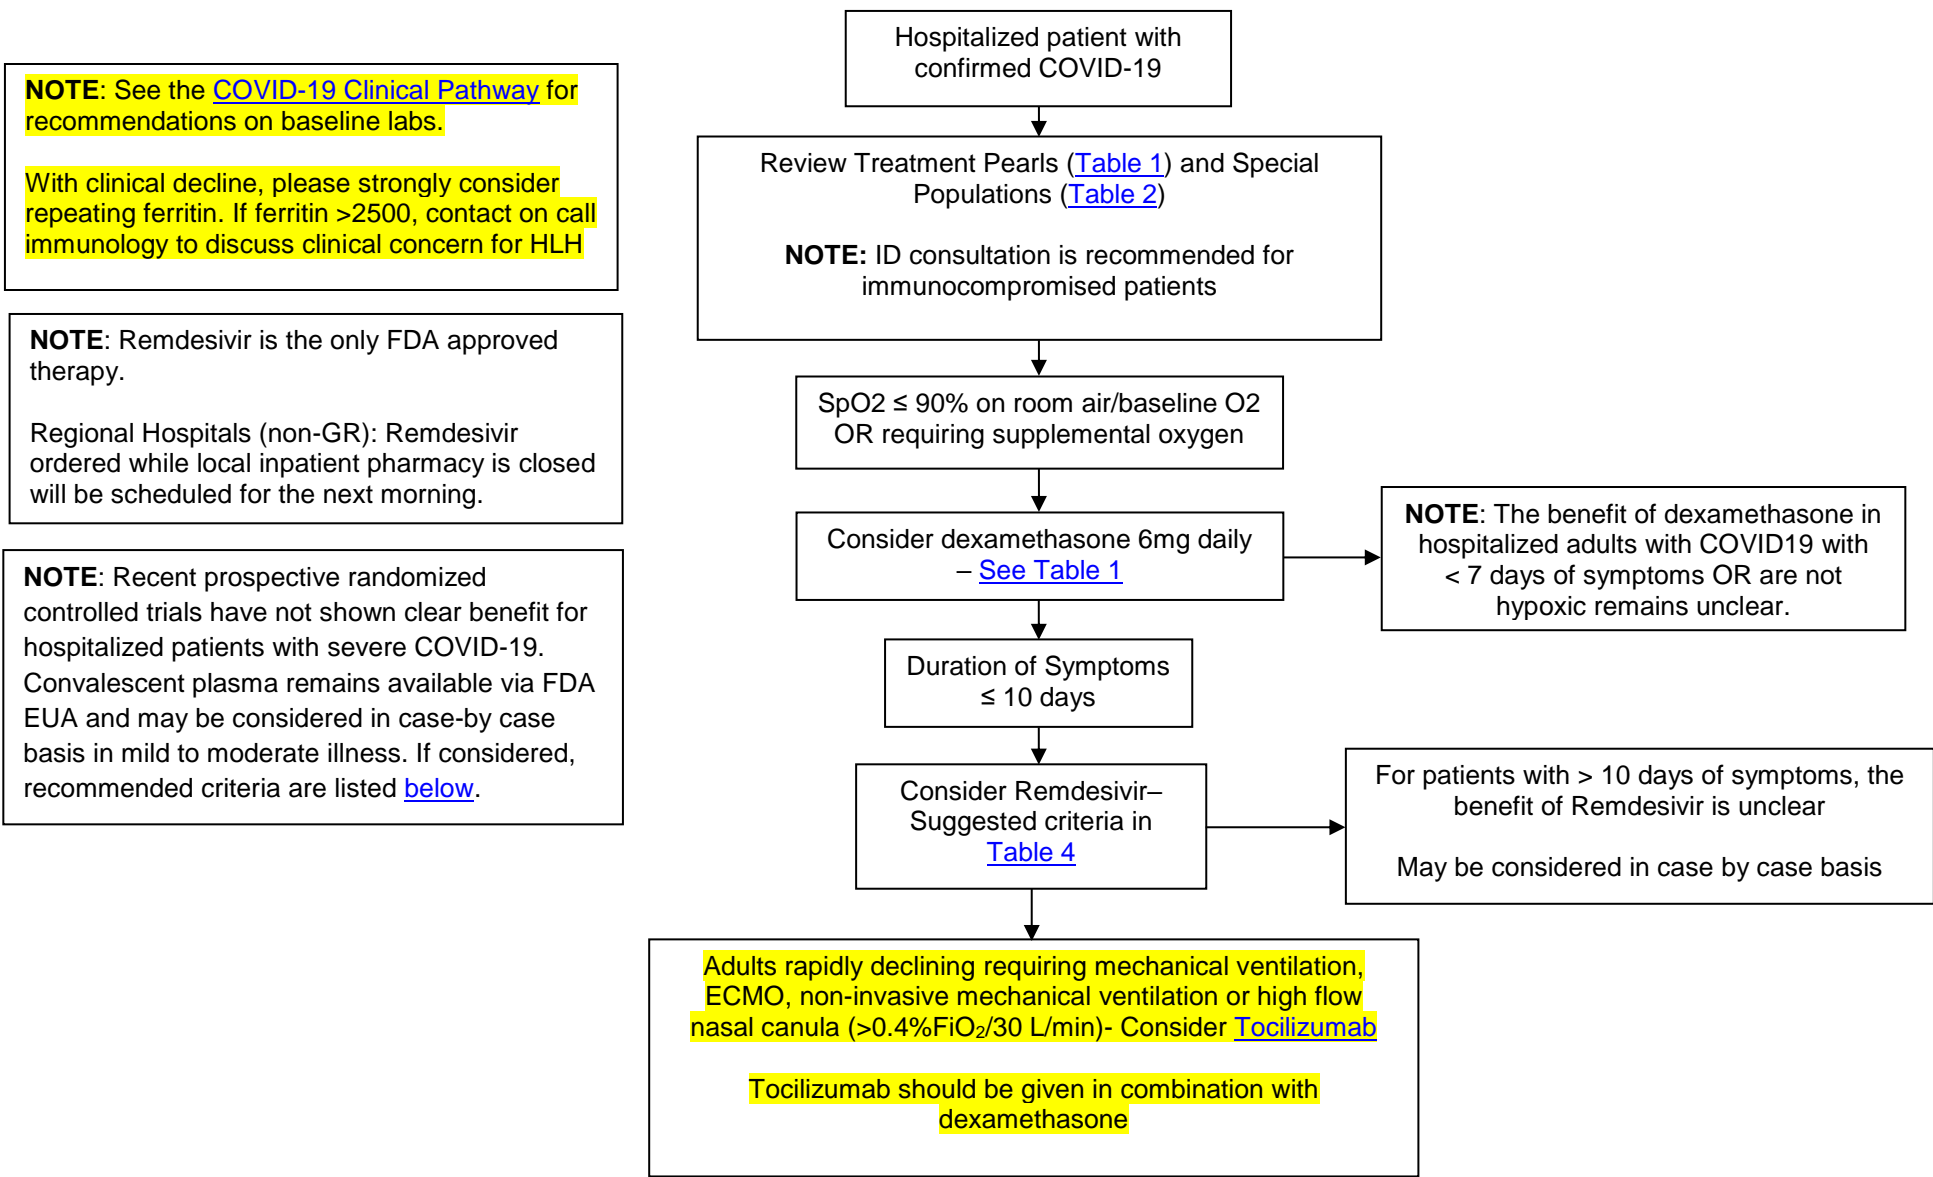 Hospitalized patient with
confirmed COVID-19
NOTE: See the COVID-19 Clinical Pathway for
recommendations on baseline labs.
With clinical decline, please strongly consider
repeating ferritin. If ferritin >2500, contact on call
immunology to discuss clinical concern for HLH
Review Treatment Pearls (Table 1) and Special
Populations (Table 2)
NOTE: ID consultation is recommended for
immunocompromised patients
NOTE: Remdesivir is the only FDA approved
therapy.
Regional Hospitals (non-GR): Remdesivir
ordered while local inpatient pharmacy is closed
will be scheduled for the next morning.
SpO2 ≤ 90% on room air/baseline O2
OR requiring supplemental oxygen
Consider dexamethasone 6mg daily
– See Table 1
NOTE: The benefit of dexamethasone in
hospitalized adults with COVID19 with
< 7 days of symptoms OR are not
hypoxic remains unclear.
NOTE: Recent prospective randomized
controlled trials have not shown clear benefit for
hospitalized patients with severe COVID-19.
Convalescent plasma remains available via FDA
EUA and may be considered in case-by case
basis in mild to moderate illness. If considered,
recommended criteria are listed below.
Duration of Symptoms
≤ 10 days
Consider Remdesivir–
Suggested criteria in
Table 4
For patients with > 10 days of symptoms, the
benefit of Remdesivir is unclear
May be considered in case by case basis
Adults rapidly declining requiring mechanical ventilation,
ECMO, non-invasive mechanical ventilation or high flow
nasal canula (>0.4%FiO₂/30 L/min)- Consider Tocilizumab
Tocilizumab should be given in combination with
dexamethasone